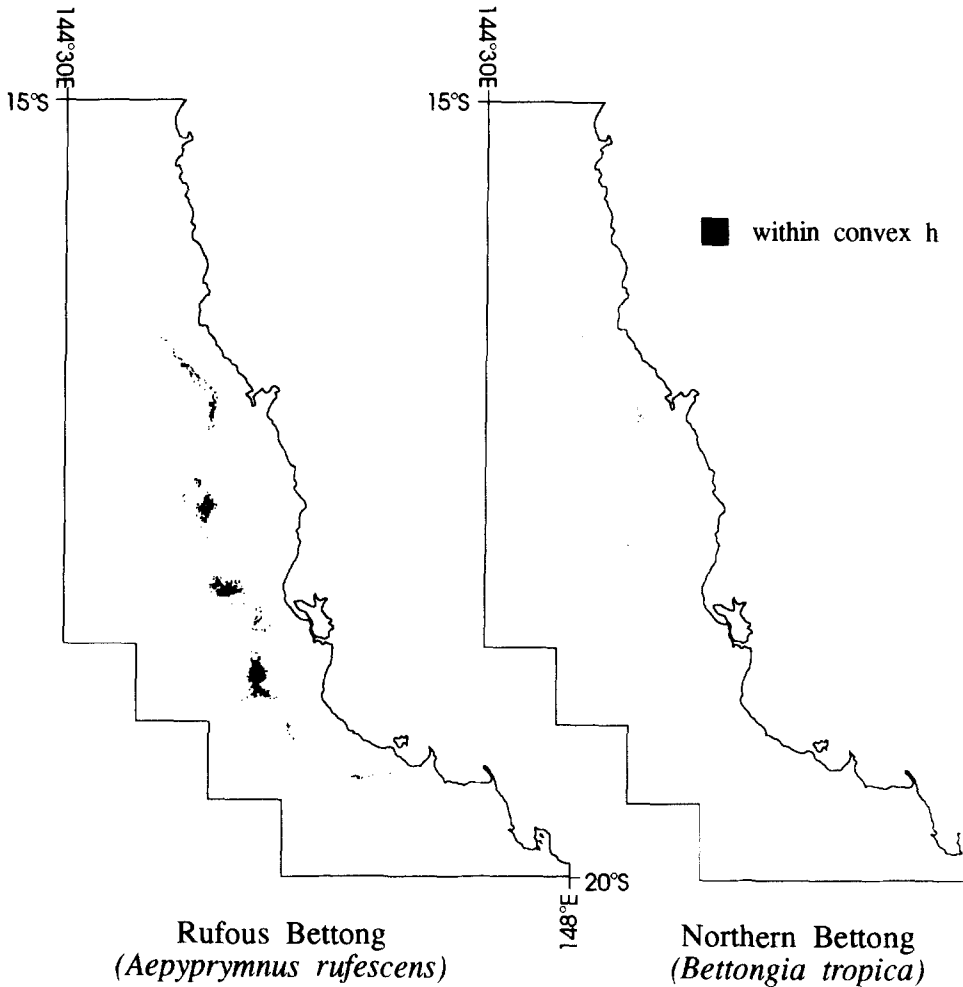 144°30E
15°S
144°30E
15°S
within convex h
20°S
148°E
Rufous Bettong
(Aepyprymnus rufescens)
Northern Bettong
(Bettongia tropica)